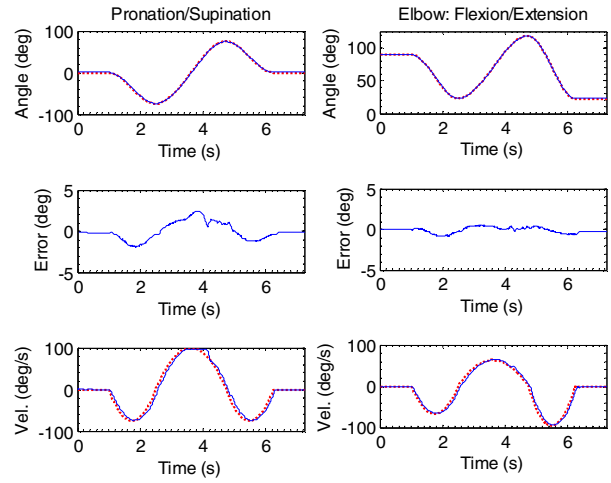 Pronation/Supination
Elbow: Flexion/Extension
Angle (deg)
100
0
-100
0 2 4 6
Time (s)
Angle (deg)
100
50
0
0 2 4 6
Time (s)
Error (deg)
5
0
-5
0 2 4 6
Time (s)
Error (deg)
5
0
-5
0 2 4 6
Time (s)
Vel. (deg/s)
100
0
-100
0 2 4 6
Time (s)
Vel. (deg/s)
100
0
-100
0 2 4 6
Time (s)